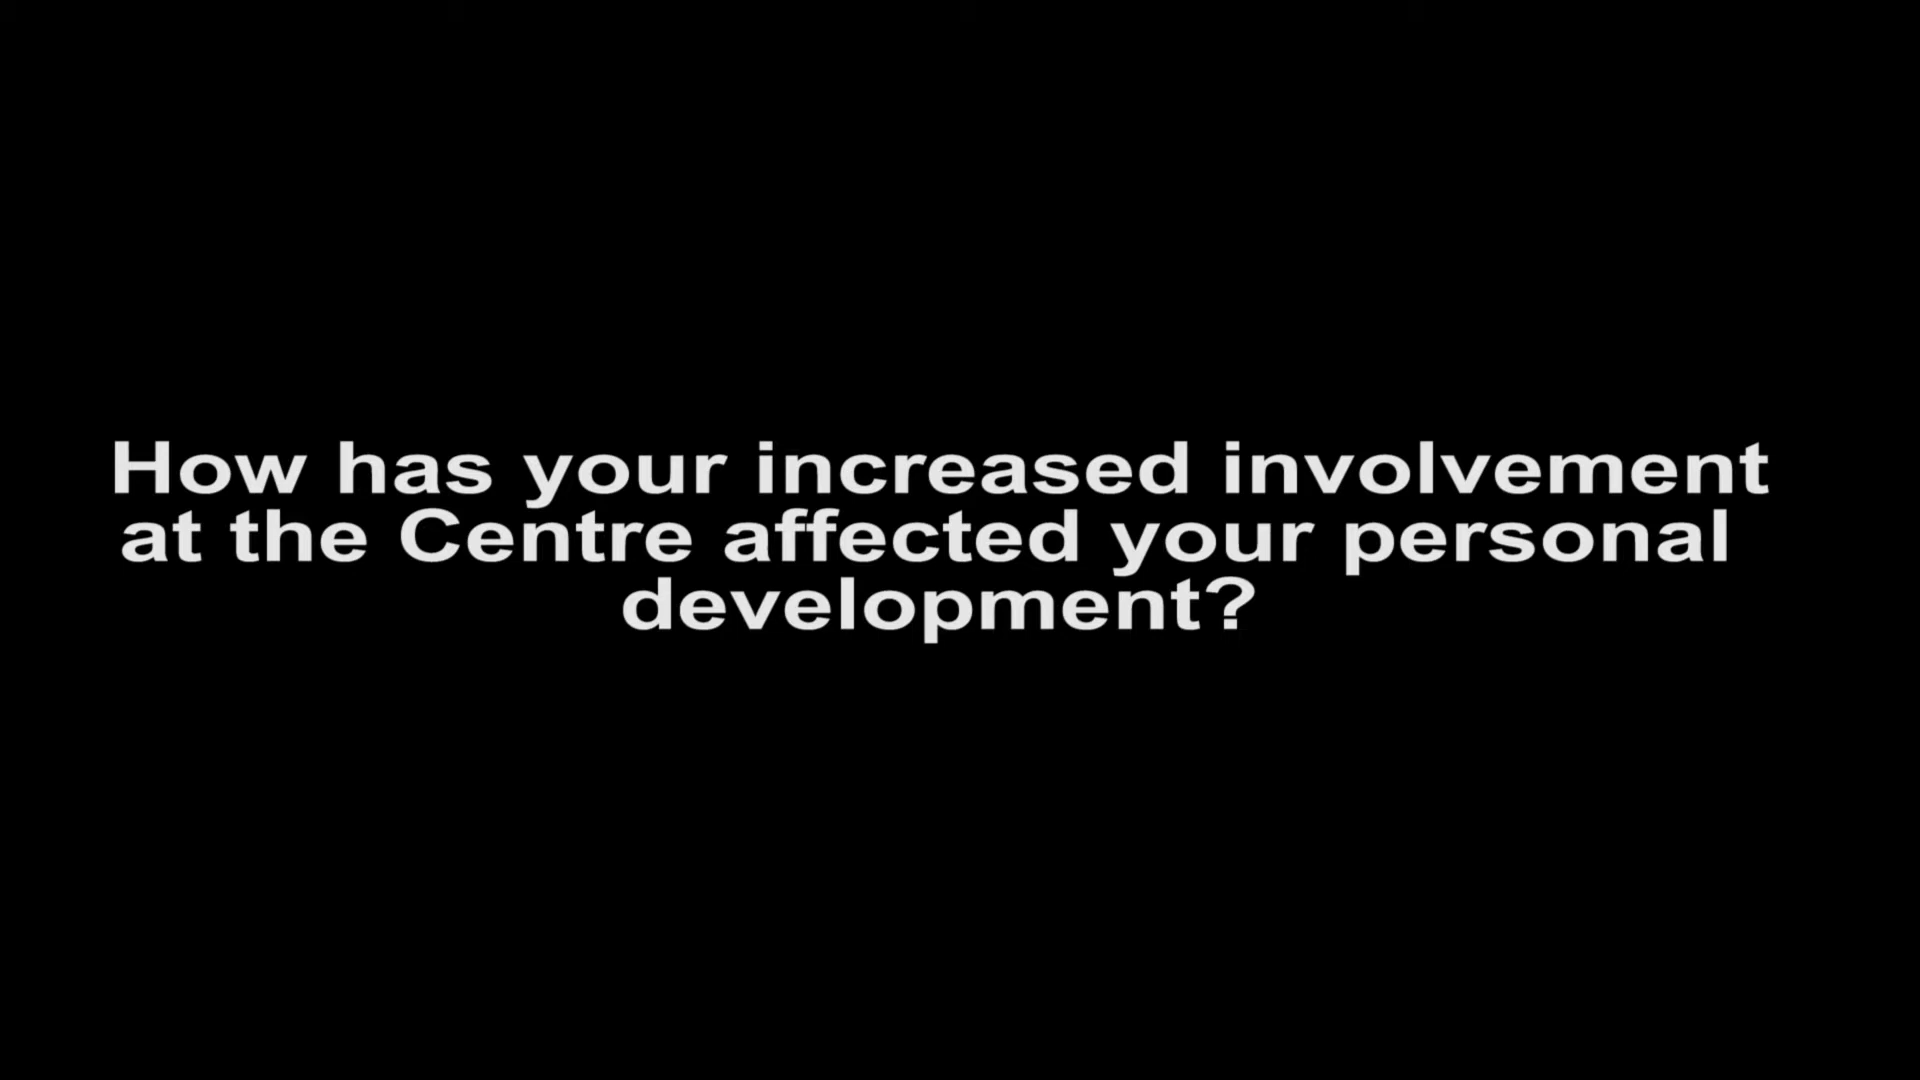 How has your increased involvement
at the Centre affected your personal
development?